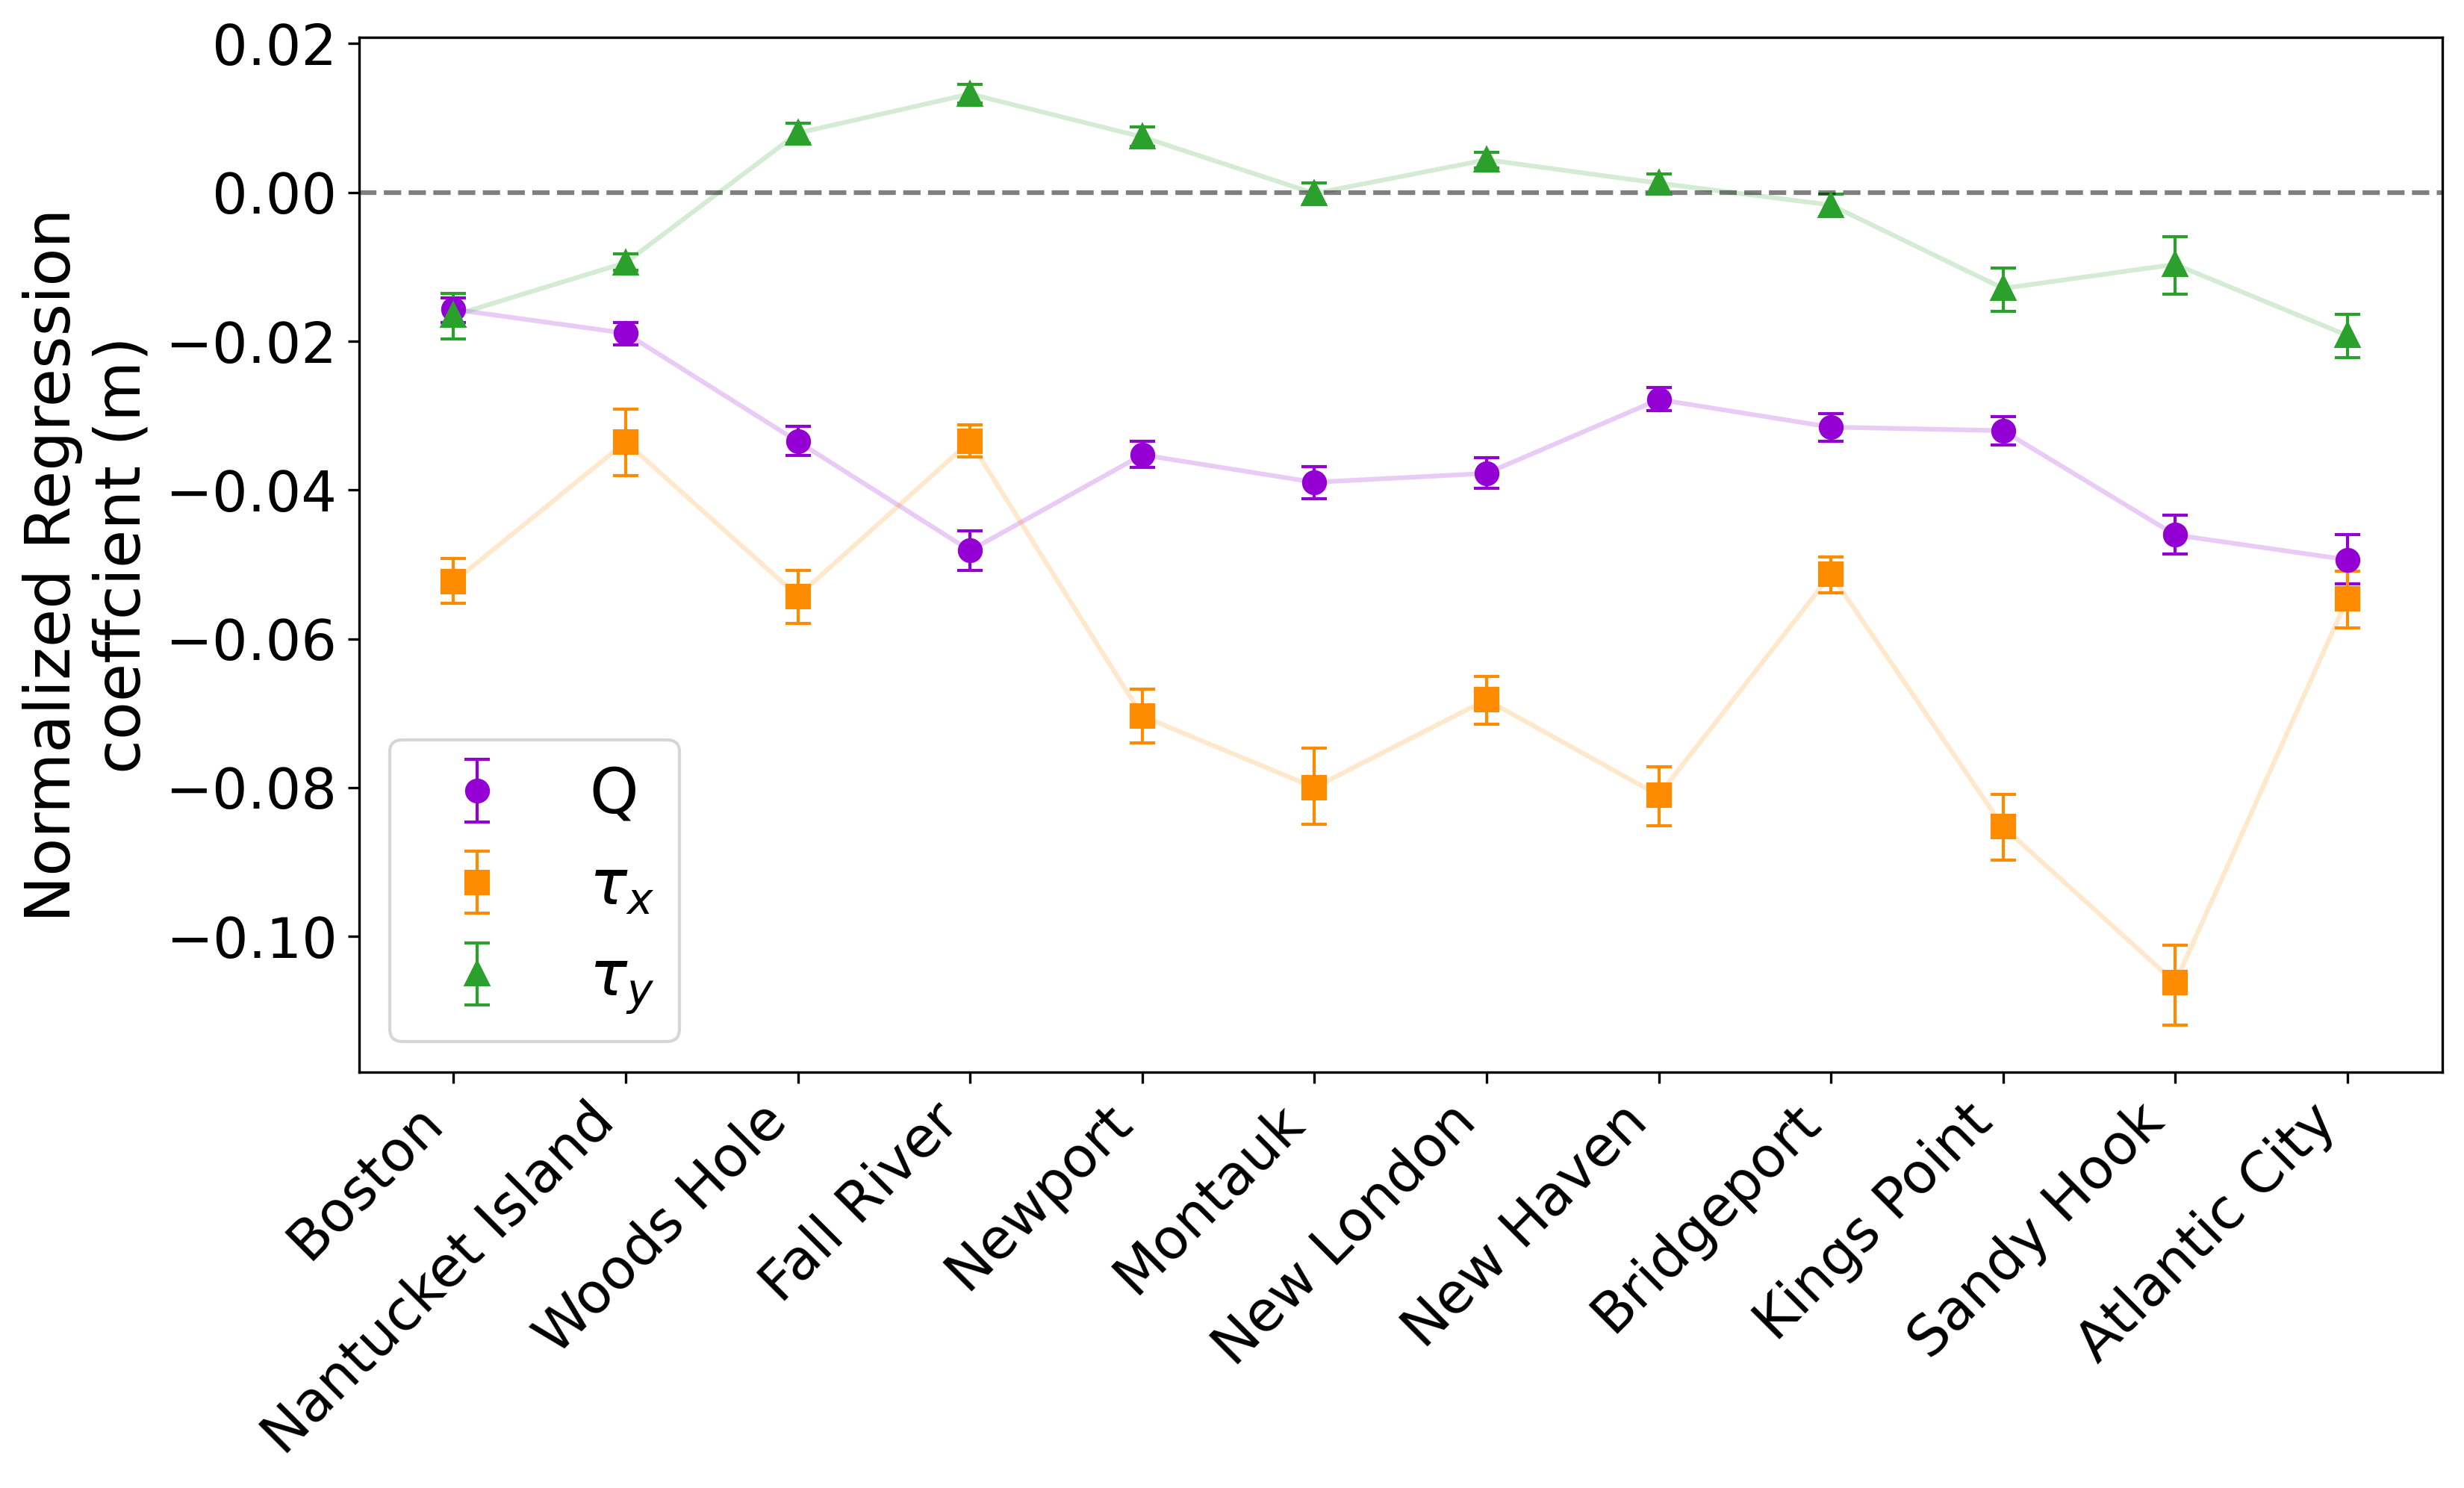 Normalized Regression
coeffcient (m)
0.02
0.00
−0.02
−0.04
−0.06
−0.08
−0.10
Q
τx
τy
Boston
Nantucket Island
Woods Hole
Fall River
Newport
Montauk
New London
New Haven
Bridgeport
Kings Point
Sandy Hook
Atlantic City